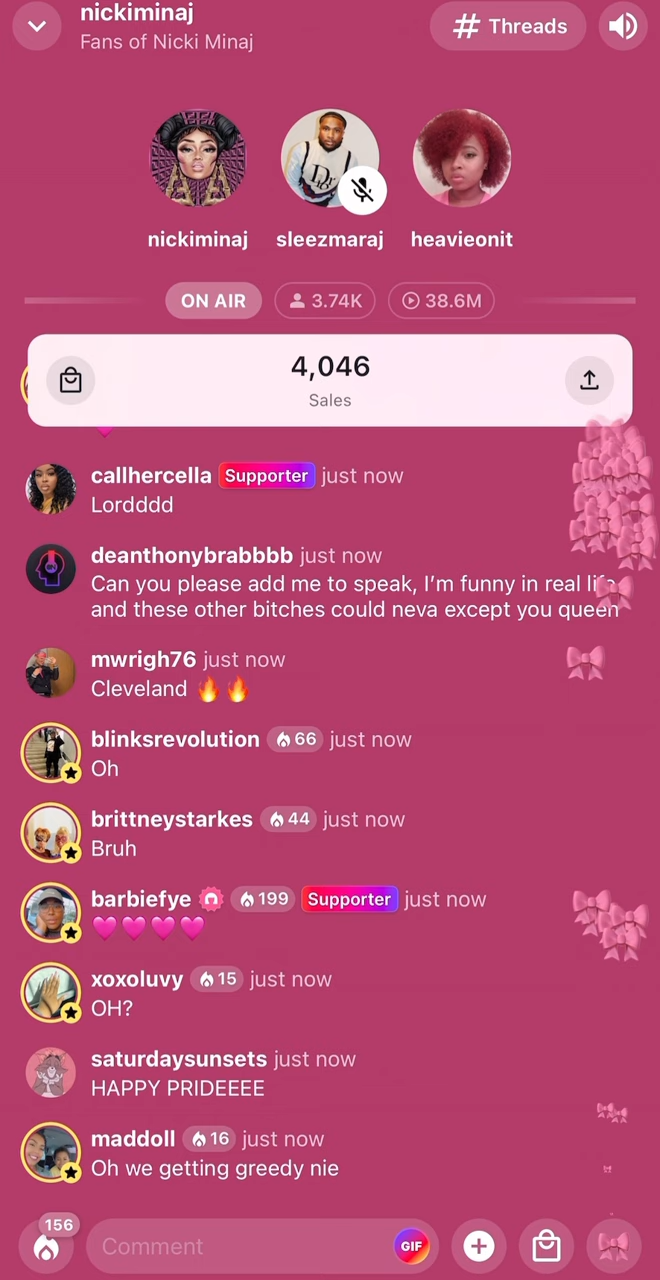 nickiminaj
Fans of Nicki Minaj
# Threads
nickiminaj
sleezmaraj
heavieonit
ON AIR
3.74K
38.6M
4,046
Sales
callhercella Supporter just now
Lordddd
deanthonybrabbbb just now
Can you please add me to speak, I’m funny in real life
and these other bitches could neva except you queen
mwrigh76 just now
Cleveland 🔥🔥
blinksrevolution 66 just now
Oh
brittneystarkes 44 just now
Bruh
barbiefye 199 Supporter just now
🩷🩷🩷🩷
xoxoluvy 15 just now
OH?
saturdaysunsets just now
HAPPY PRIDEEEE
maddoll 16 just now
Oh we getting greedy nie
156
Comment
GIF